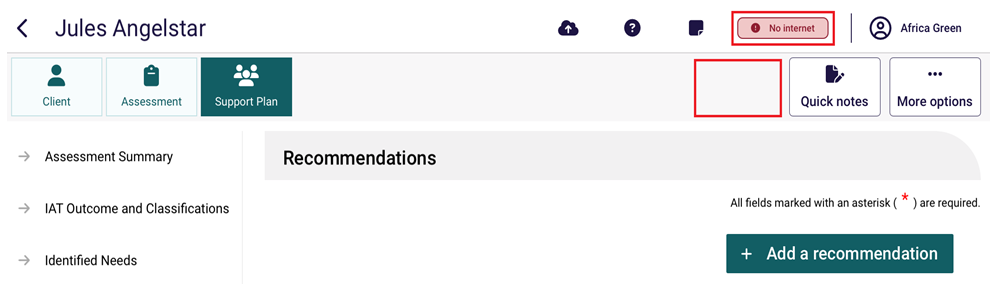 Jules Angelstar
No internet
Africa Green
Client
Assessment
Support Plan
Quick notes
More options
Assessment Summary
IAT Outcome and Classifications
Identified Needs
Recommendations
All fields marked with an asterisk ( * ) are required.
+ Add a recommendation